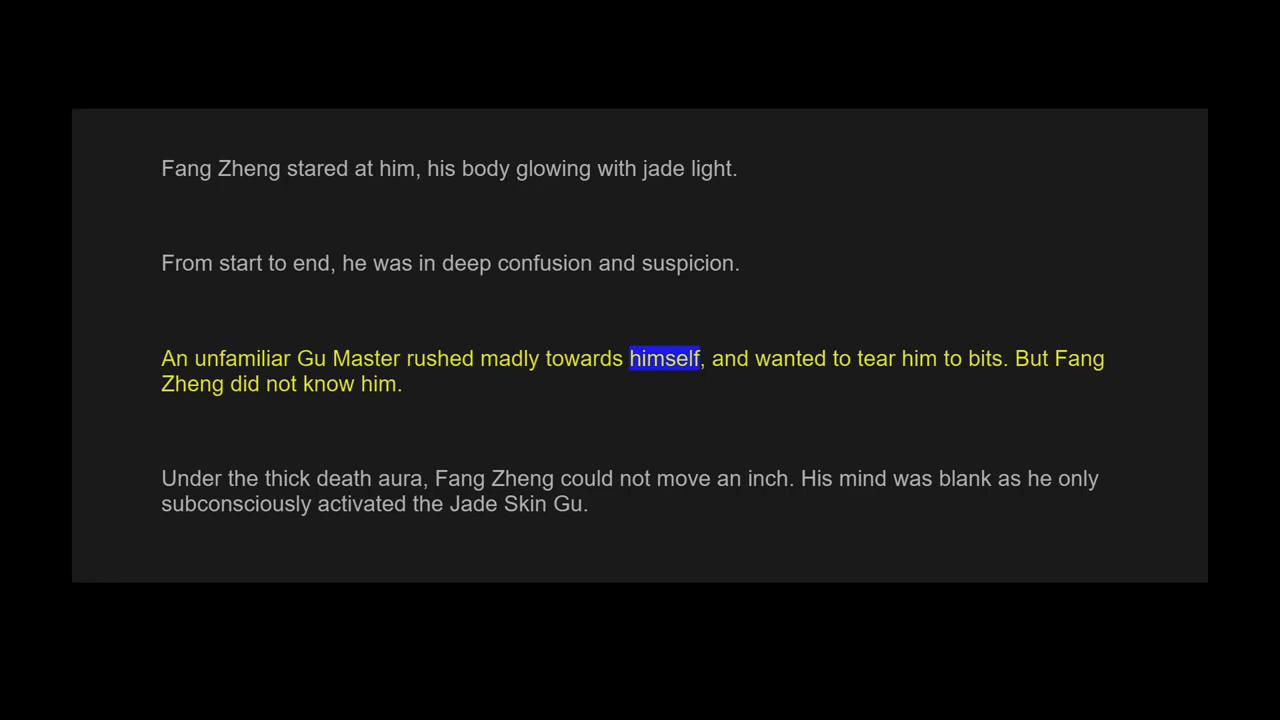 Fang Zheng stared at him, his body glowing with jade light.
From start to end, he was in deep confusion and suspicion.
An unfamiliar Gu Master rushed madly towards himself, and wanted to tear him to bits. But Fang
Zheng did not know him.
Under the thick death aura, Fang Zheng could not move an inch. His mind was blank as he only
subconsciously activated the Jade Skin Gu.